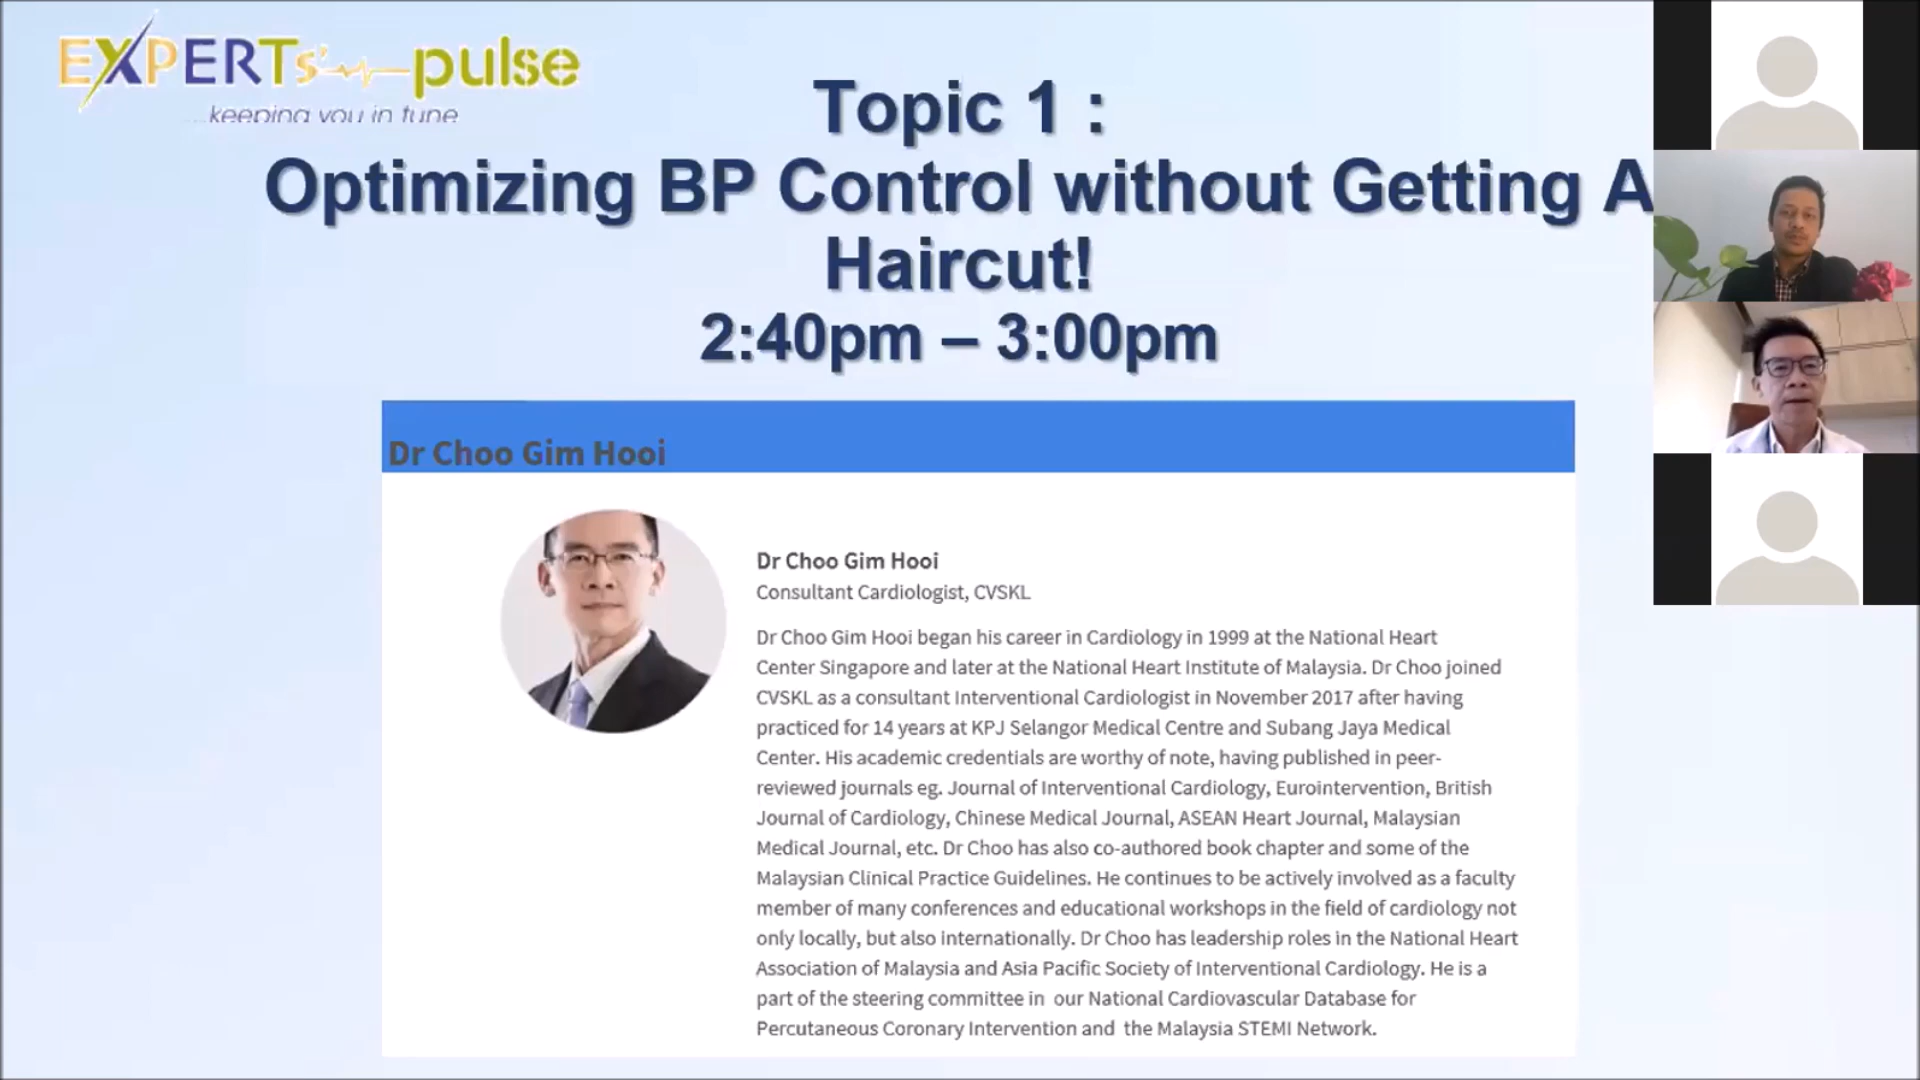 EXPERTs' pulse
keeping you in tune
Topic 1 :
Optimizing BP Control without Getting A
Haircut!
2:40pm – 3:00pm
Dr Choo Gim Hooi
Dr Choo Gim Hooi
Consultant Cardiologist, CVSKL
Dr Choo Gim Hooi began his career in Cardiology in 1999 at the National Heart
Center Singapore and later at the National Heart Institute of Malaysia. Dr Choo joined
CVSKL as a consultant Interventional Cardiologist in November 2017 after having
practiced for 14 years at KPJ Selangor Medical Centre and Subang Jaya Medical
Center. His academic credentials are worthy of note, having published in peer-
reviewed journals eg. Journal of Interventional Cardiology, Eurointervention, British
Journal of Cardiology, Chinese Medical Journal, ASEAN Heart Journal, Malaysian
Medical Journal, etc. Dr Choo has also co-authored book chapter and some of the
Malaysian Clinical Practice Guidelines. He continues to be actively involved as a faculty
member of many conferences and educational workshops in the field of cardiology not
only locally, but also internationally. Dr Choo has leadership roles in the National Heart
Association of Malaysia and Asia Pacific Society of Interventional Cardiology. He is a
part of the steering committee in our National Cardiovascular Database for
Percutaneous Coronary Intervention and the Malaysia STEMI Network.